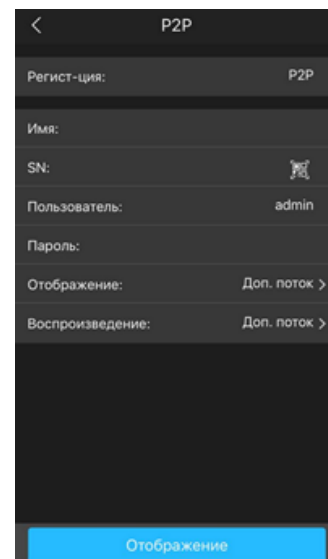 P2P
Регист-ция: P2P
Имя:
SN:
Пользователь: admin
Пароль:
Отображение: Доп. поток
Воспроизведение: Доп. поток
Отображение